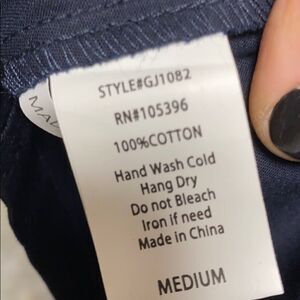 STYLE#GJ1082
RN#105396
100%COTTON
Hand Wash Cold
Hang Dry
Do not Bleach
Iron if need
Made in China
MEDIUM